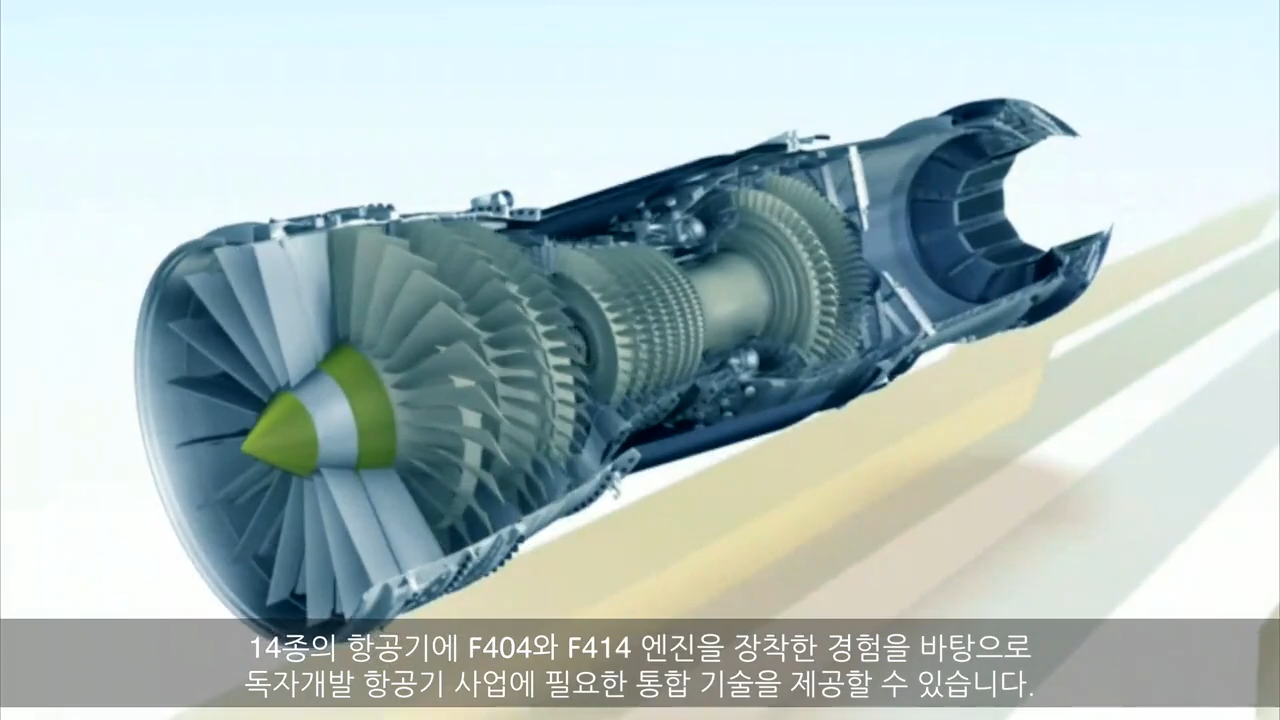 14종의 항공기에 F404와 F414 엔진을 장착한 경험을 바탕으로
독자개발 항공기 사업에 필요한 통합 기술을 제공할 수 있습니다.